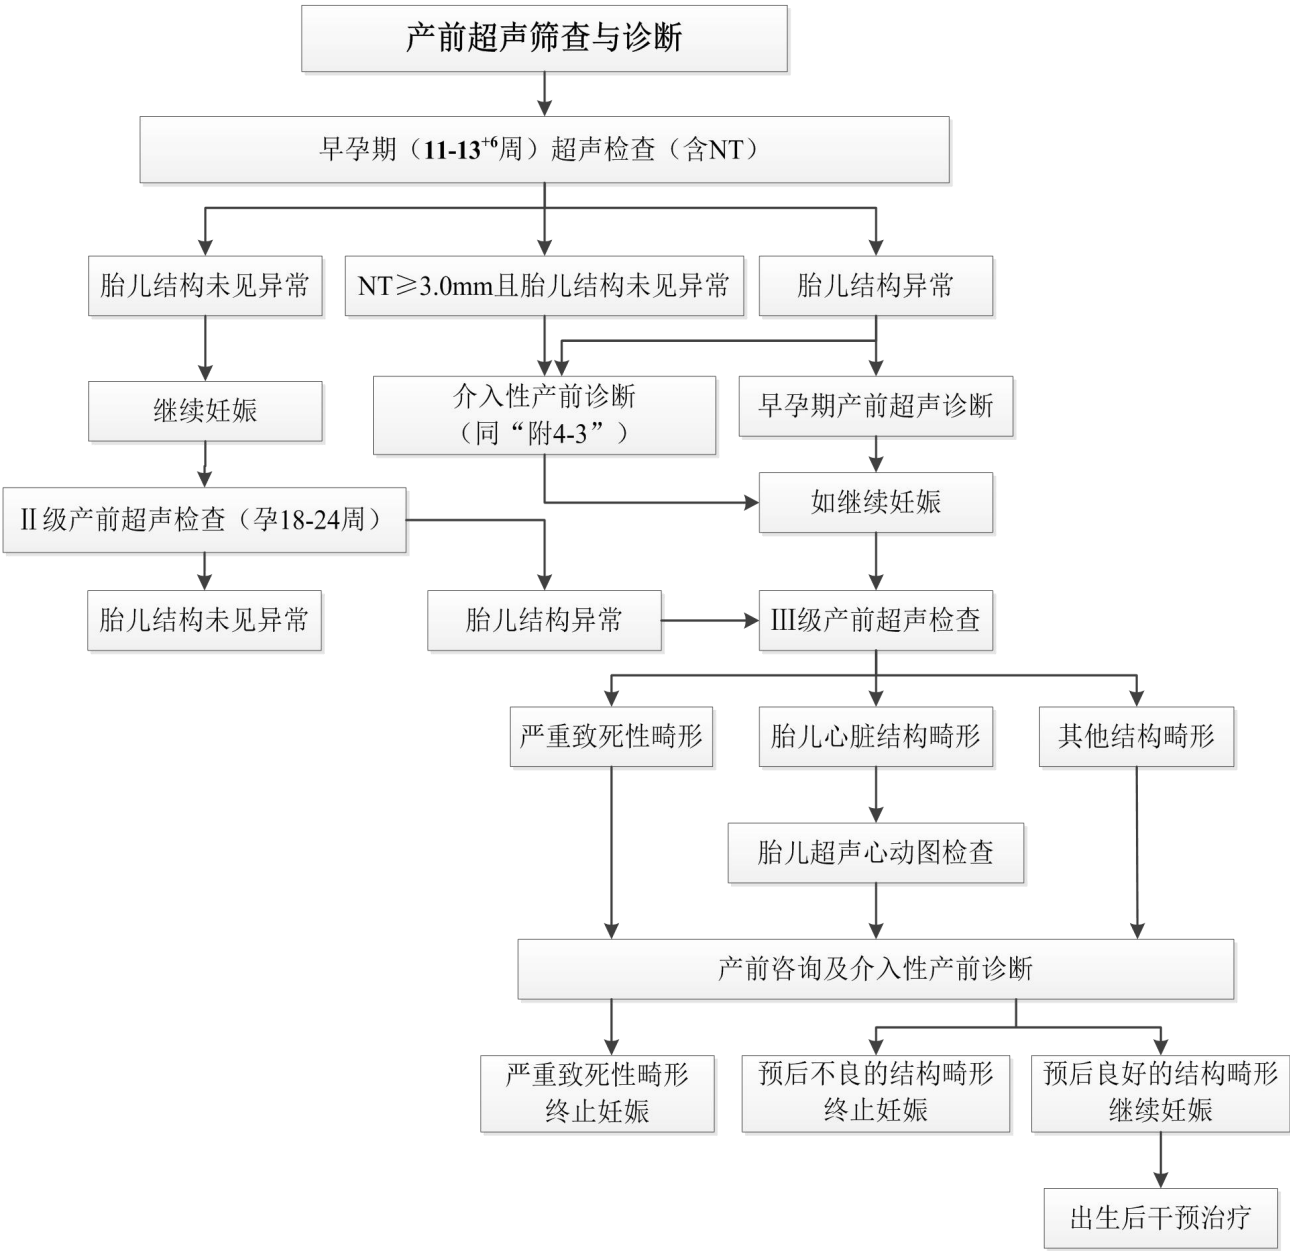 产前超声筛查与诊断
早孕期（11-13+6周）超声检查（含NT）
胎儿结构未见异常
NT≥3.0mm且胎儿结构未见异常
胎儿结构异常
继续妊娠
介入性产前诊断
（同“附4-3”）
早孕期产前超声诊断
如继续妊娠
Ⅱ级产前超声检查（孕18-24周）
胎儿结构未见异常
胎儿结构异常
Ⅲ级产前超声检查
严重致死性畸形
胎儿心脏结构畸形
其他结构畸形
胎儿超声心动图检查
产前咨询及介入性产前诊断
严重致死性畸形
终止妊娠
预后不良的结构畸形
终止妊娠
预后良好的结构畸形
继续妊娠
出生后干预治疗